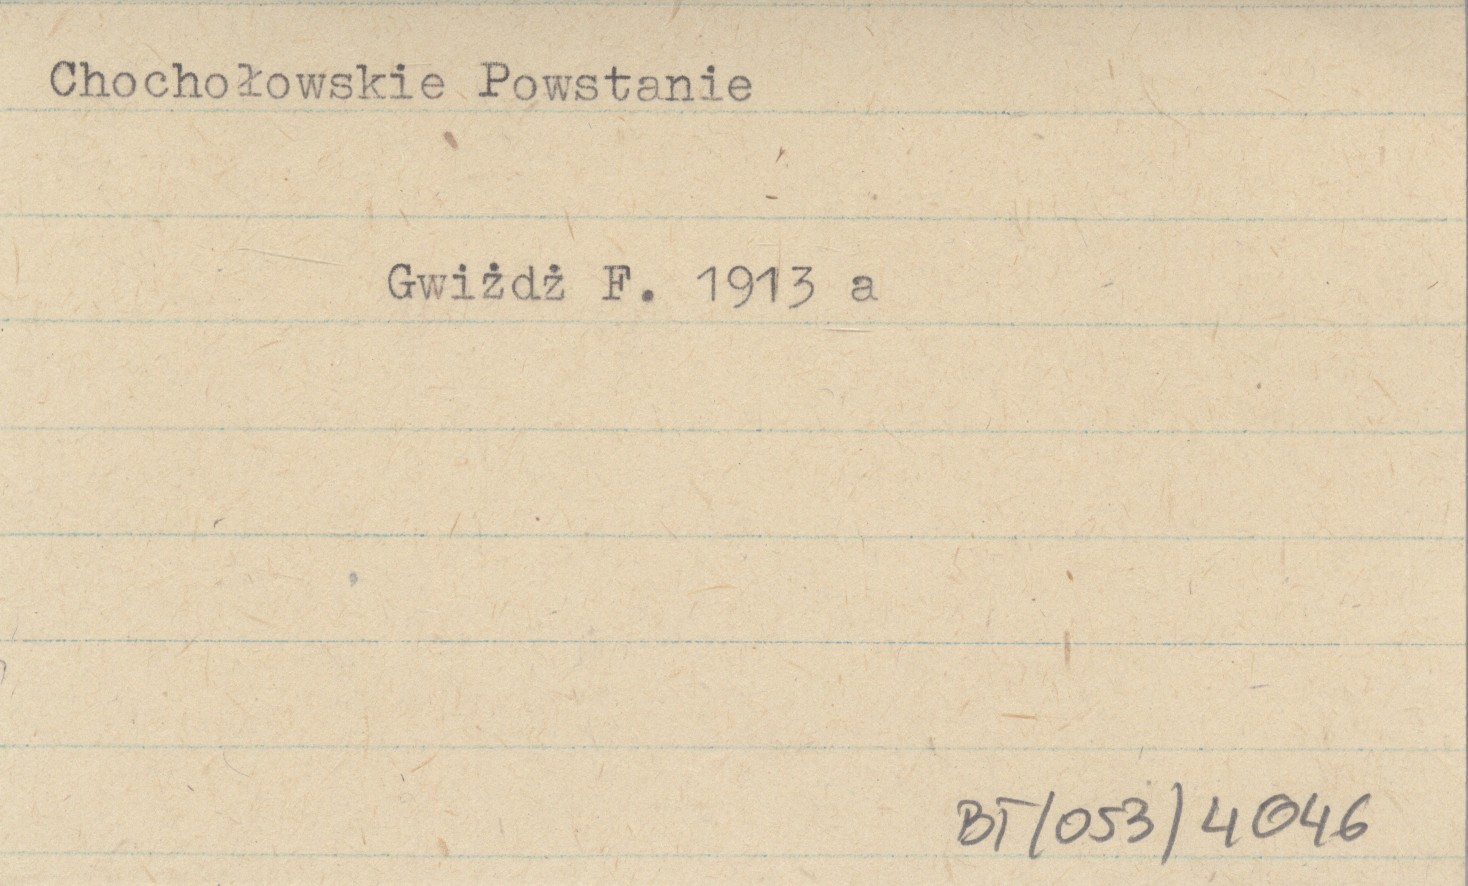 Chochołowskie Powstanie
Gwiżdż F. 1913 a
BT/053/4046